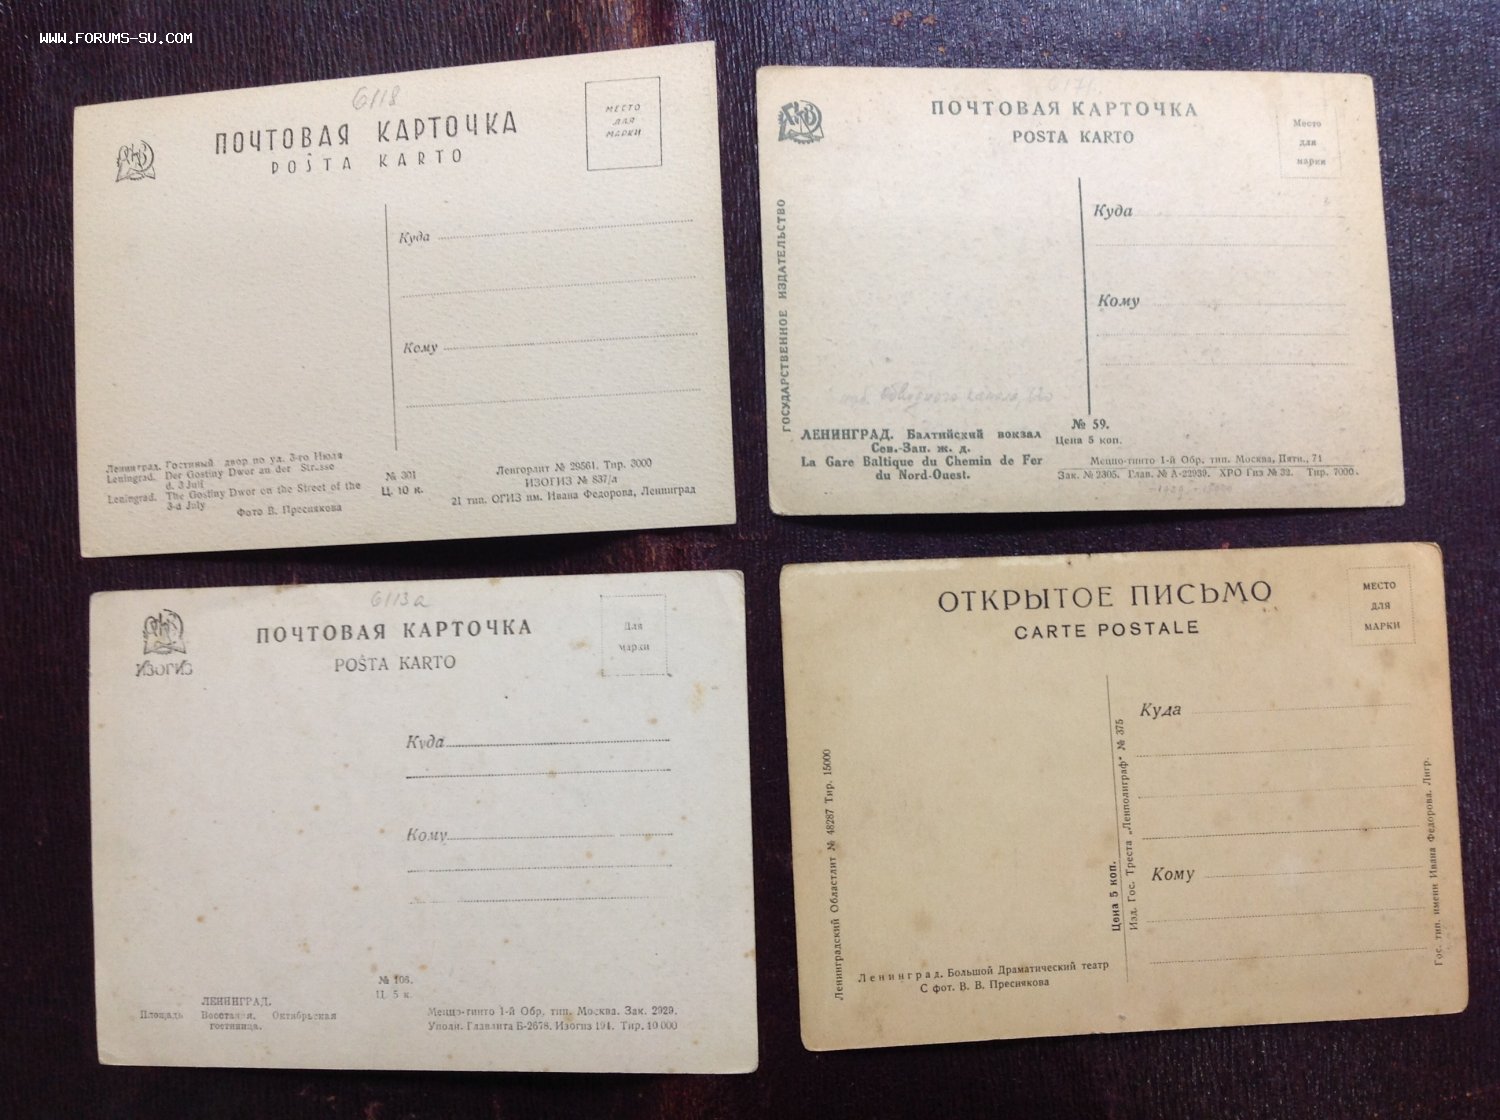 WWW.FORUMS-SU.COM
6118
ПОЧТОВАЯ КАРТОЧКА
POŜTA KARTO
МЕСТО
ДЛЯ
МАРКИ
Куда
Кому
Ленинград. Гостиный двор по ул. 3-го Июля
Leningrad. Der Gostiny Dwor an der Strasse
d. 3 Juli
Leningrad. The Gostiny Dwor on the Street of the
3-d July
Фото В. Преснякова
№ 301
Ц. 10 к.
Ленгорлит № 29561. Тир. 3000
ИЗОГИЗ № 837/л
21 тип. ОГИЗ им. Ивана Федорова, Ленинград
6171
ПОЧТОВАЯ КАРТОЧКА
POSTA KARTO
Место
для
марки
ГОСУДАРСТВЕННОЕ ИЗДАТЕЛЬСТВО
Куда
Кому
Обводного канала,
ЛЕНИНГРАД. Балтийский вокзал
Сев.-Зап. ж. д.
La Gare Baltique du Chemin de Fer
du Nord-Ouest.
№ 59.
Цена 5 коп.
Меццо-тинто 1-й Обр. тип. Москва, Пятн., 71
Зак. № 2305. Глав. № А-22939. ХРО Гиз № 32. Тир. 7000.
6113а
ИЗОГИЗ
ПОЧТОВАЯ КАРТОЧКА
POŜTA KARTO
Для
марки
Куда
Кому
№ 106.
Ц. 5 к.
ЛЕНИНГРАД.
Площадь Восстания. Октябрьская
гостиница.
Меццо-тинто 1-й Обр. тип. Москва. Зак. 2929.
Уполн. Главлита Б-2678. Изогиз 194. Тир. 10 000
ОТКРЫТОЕ ПИСЬМО
CARTE POSTALE
МЕСТО
ДЛЯ
МАРКИ
Куда
Кому
Ленинградский Областлит № 48287 Тир. 15000
Цена 5 коп.
Изд. Гос. Треста „Ленполиграф" № 375
Гос. тип. имени Ивана Федорова. Лнгр.
Ленинград. Большой Драматический театр
С фот. В. В. Преснякова